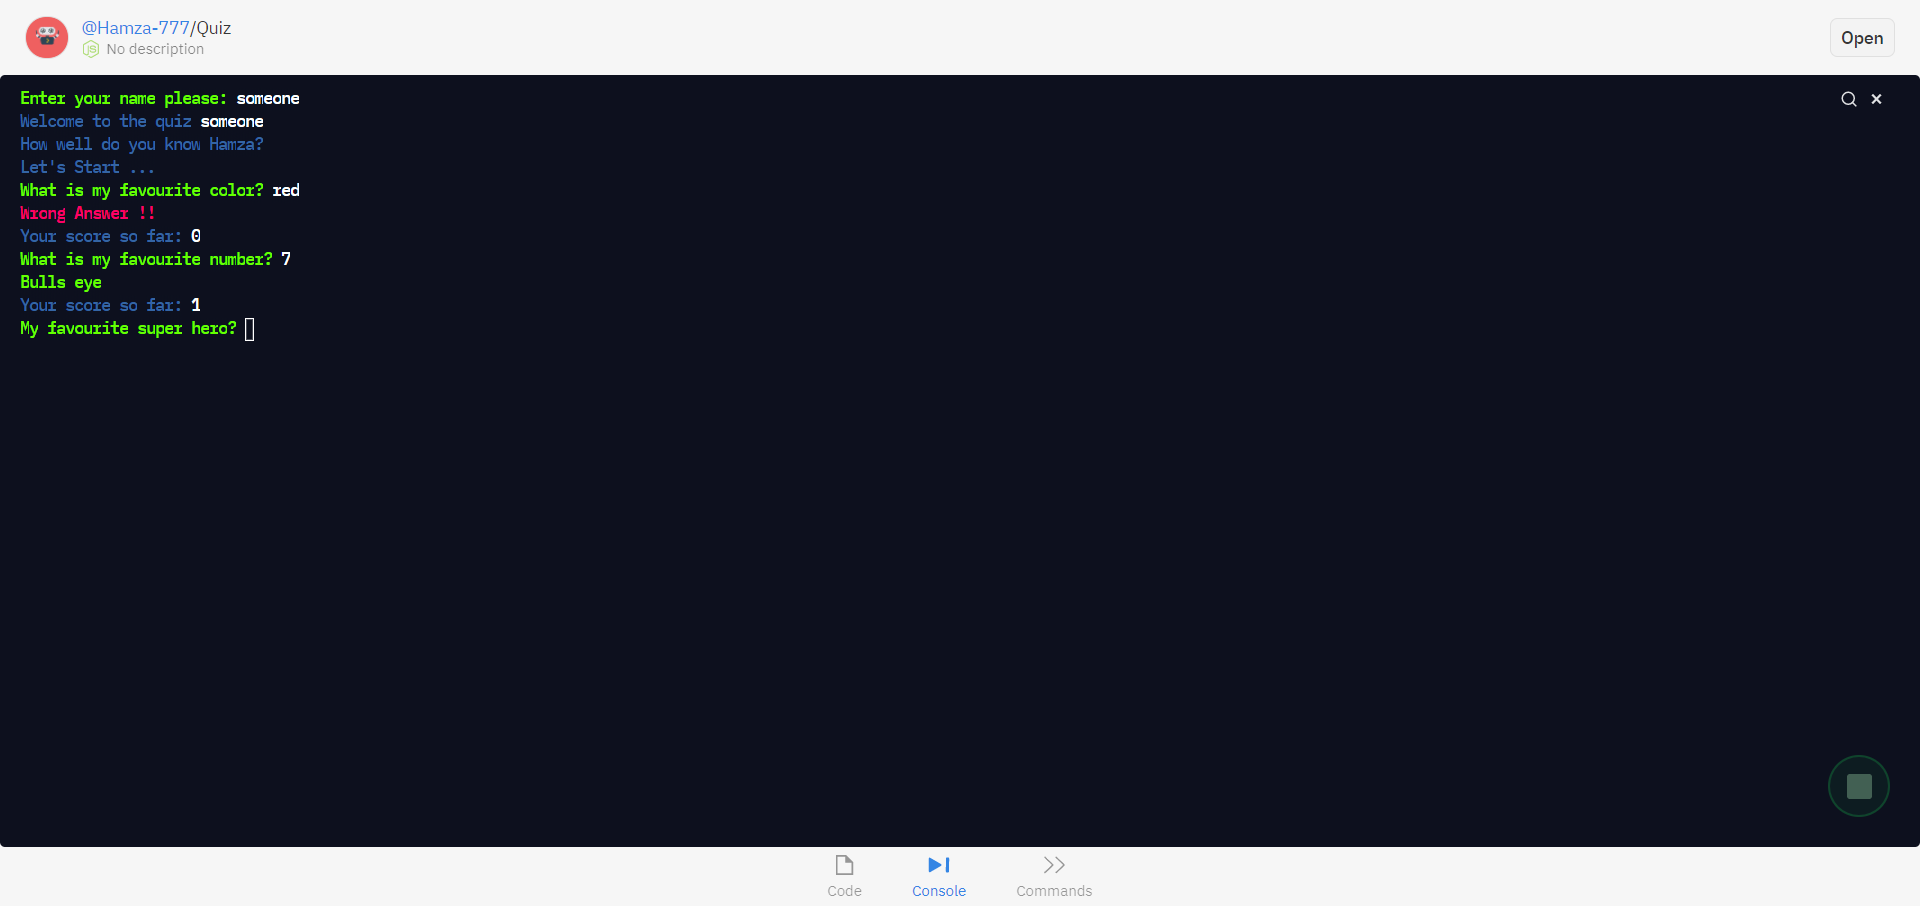 @Hamza-777/Quiz
JS No description
Open
Enter your name please: someone
Welcome to the quiz someone
How well do you know Hamza?
Let's Start ...
What is my favourite color? red
Wrong Answer !!
Your score so far: 0
What is my favourite number? 7
Bulls eye
Your score so far: 1
My favourite super hero?
Code
Console
Commands